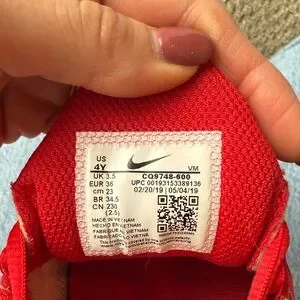 US
4Y
UK 3.5
EUR 36
cm 23
BR 34.5
CN 230
(2.5)
VM
CQ9748-600
UPC 00193153389136
02/20/19 | 05/04/19
MADE IN VIETNAM
HECHO EN VIETNAM
FABRIQUÉ AU VIETNAM
FABRICADO NO VIETNÃ